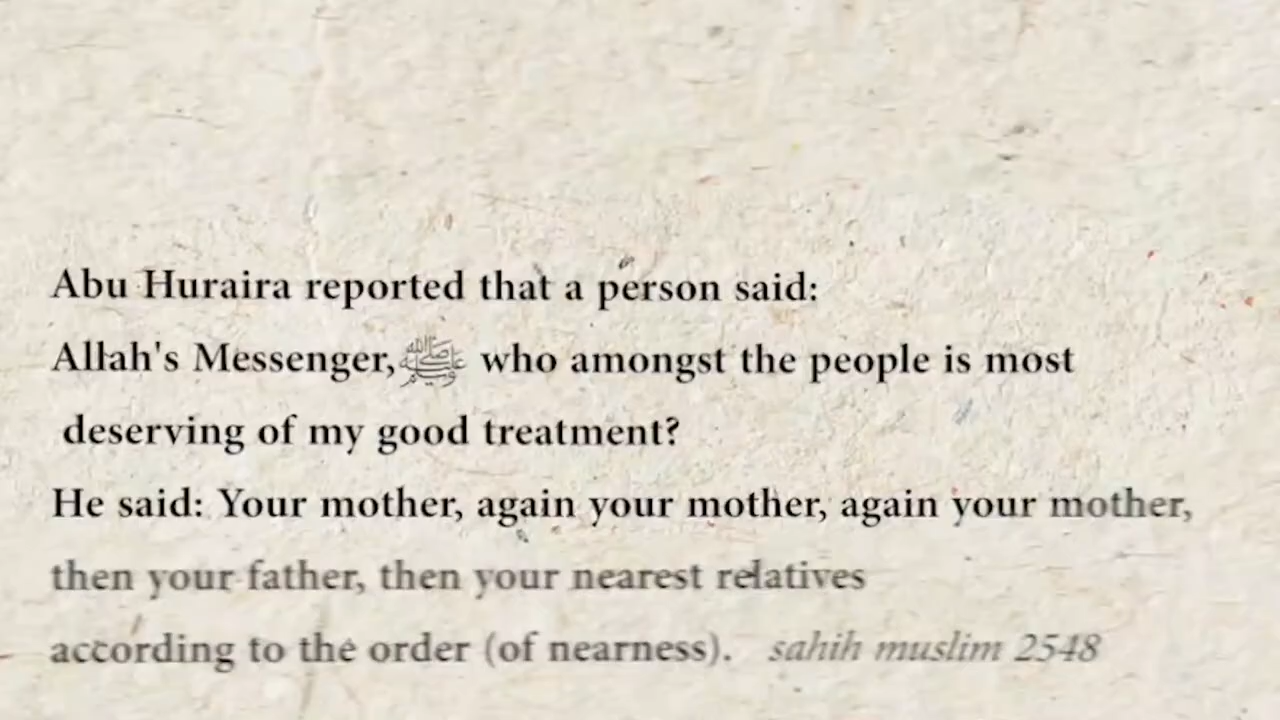 Abu Huraira reported that a person said:
Allah's Messenger,ﷺ who amongst the people is most
deserving of my good treatment?
He said: Your mother, again your mother, again your mother,
then your father, then your nearest relatives
according to the order (of nearness). sahih muslim 2548